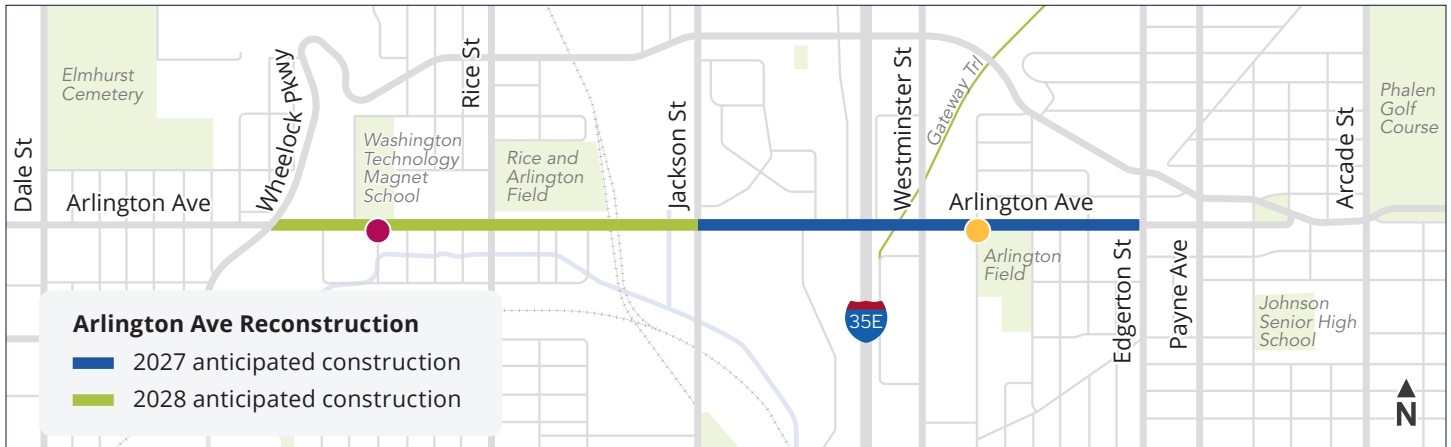 Elmhurst
Cemetery
Dale St
Arlington Ave
Wheelock Pkwy
Washington
Technology
Magnet
School
Rice St
Rice and
Arlington
Field
Jackson St
35E
Westminster St
Gateway Trl
Arlington Ave
Arlington
Field
Edgerton St
Payne Ave
Johnson
Senior High
School
Arcade St
Phalen
Golf
Course
N
Arlington Ave Reconstruction
2027 anticipated construction
2028 anticipated construction